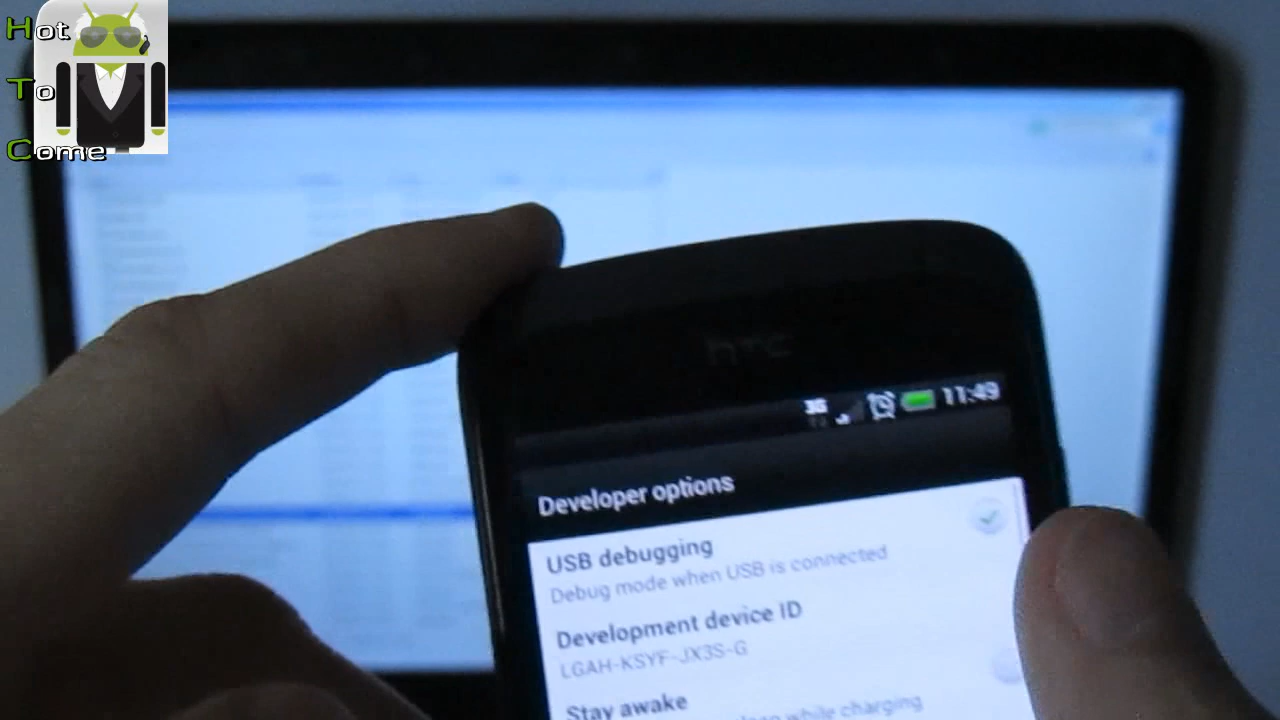 Hot
To
Come
hTC
3G
11:49
Developer options
USB debugging
Debug mode when USB is connected
Development device ID
LGAH-KSYF-JX3S-G
Stay awake
while charging